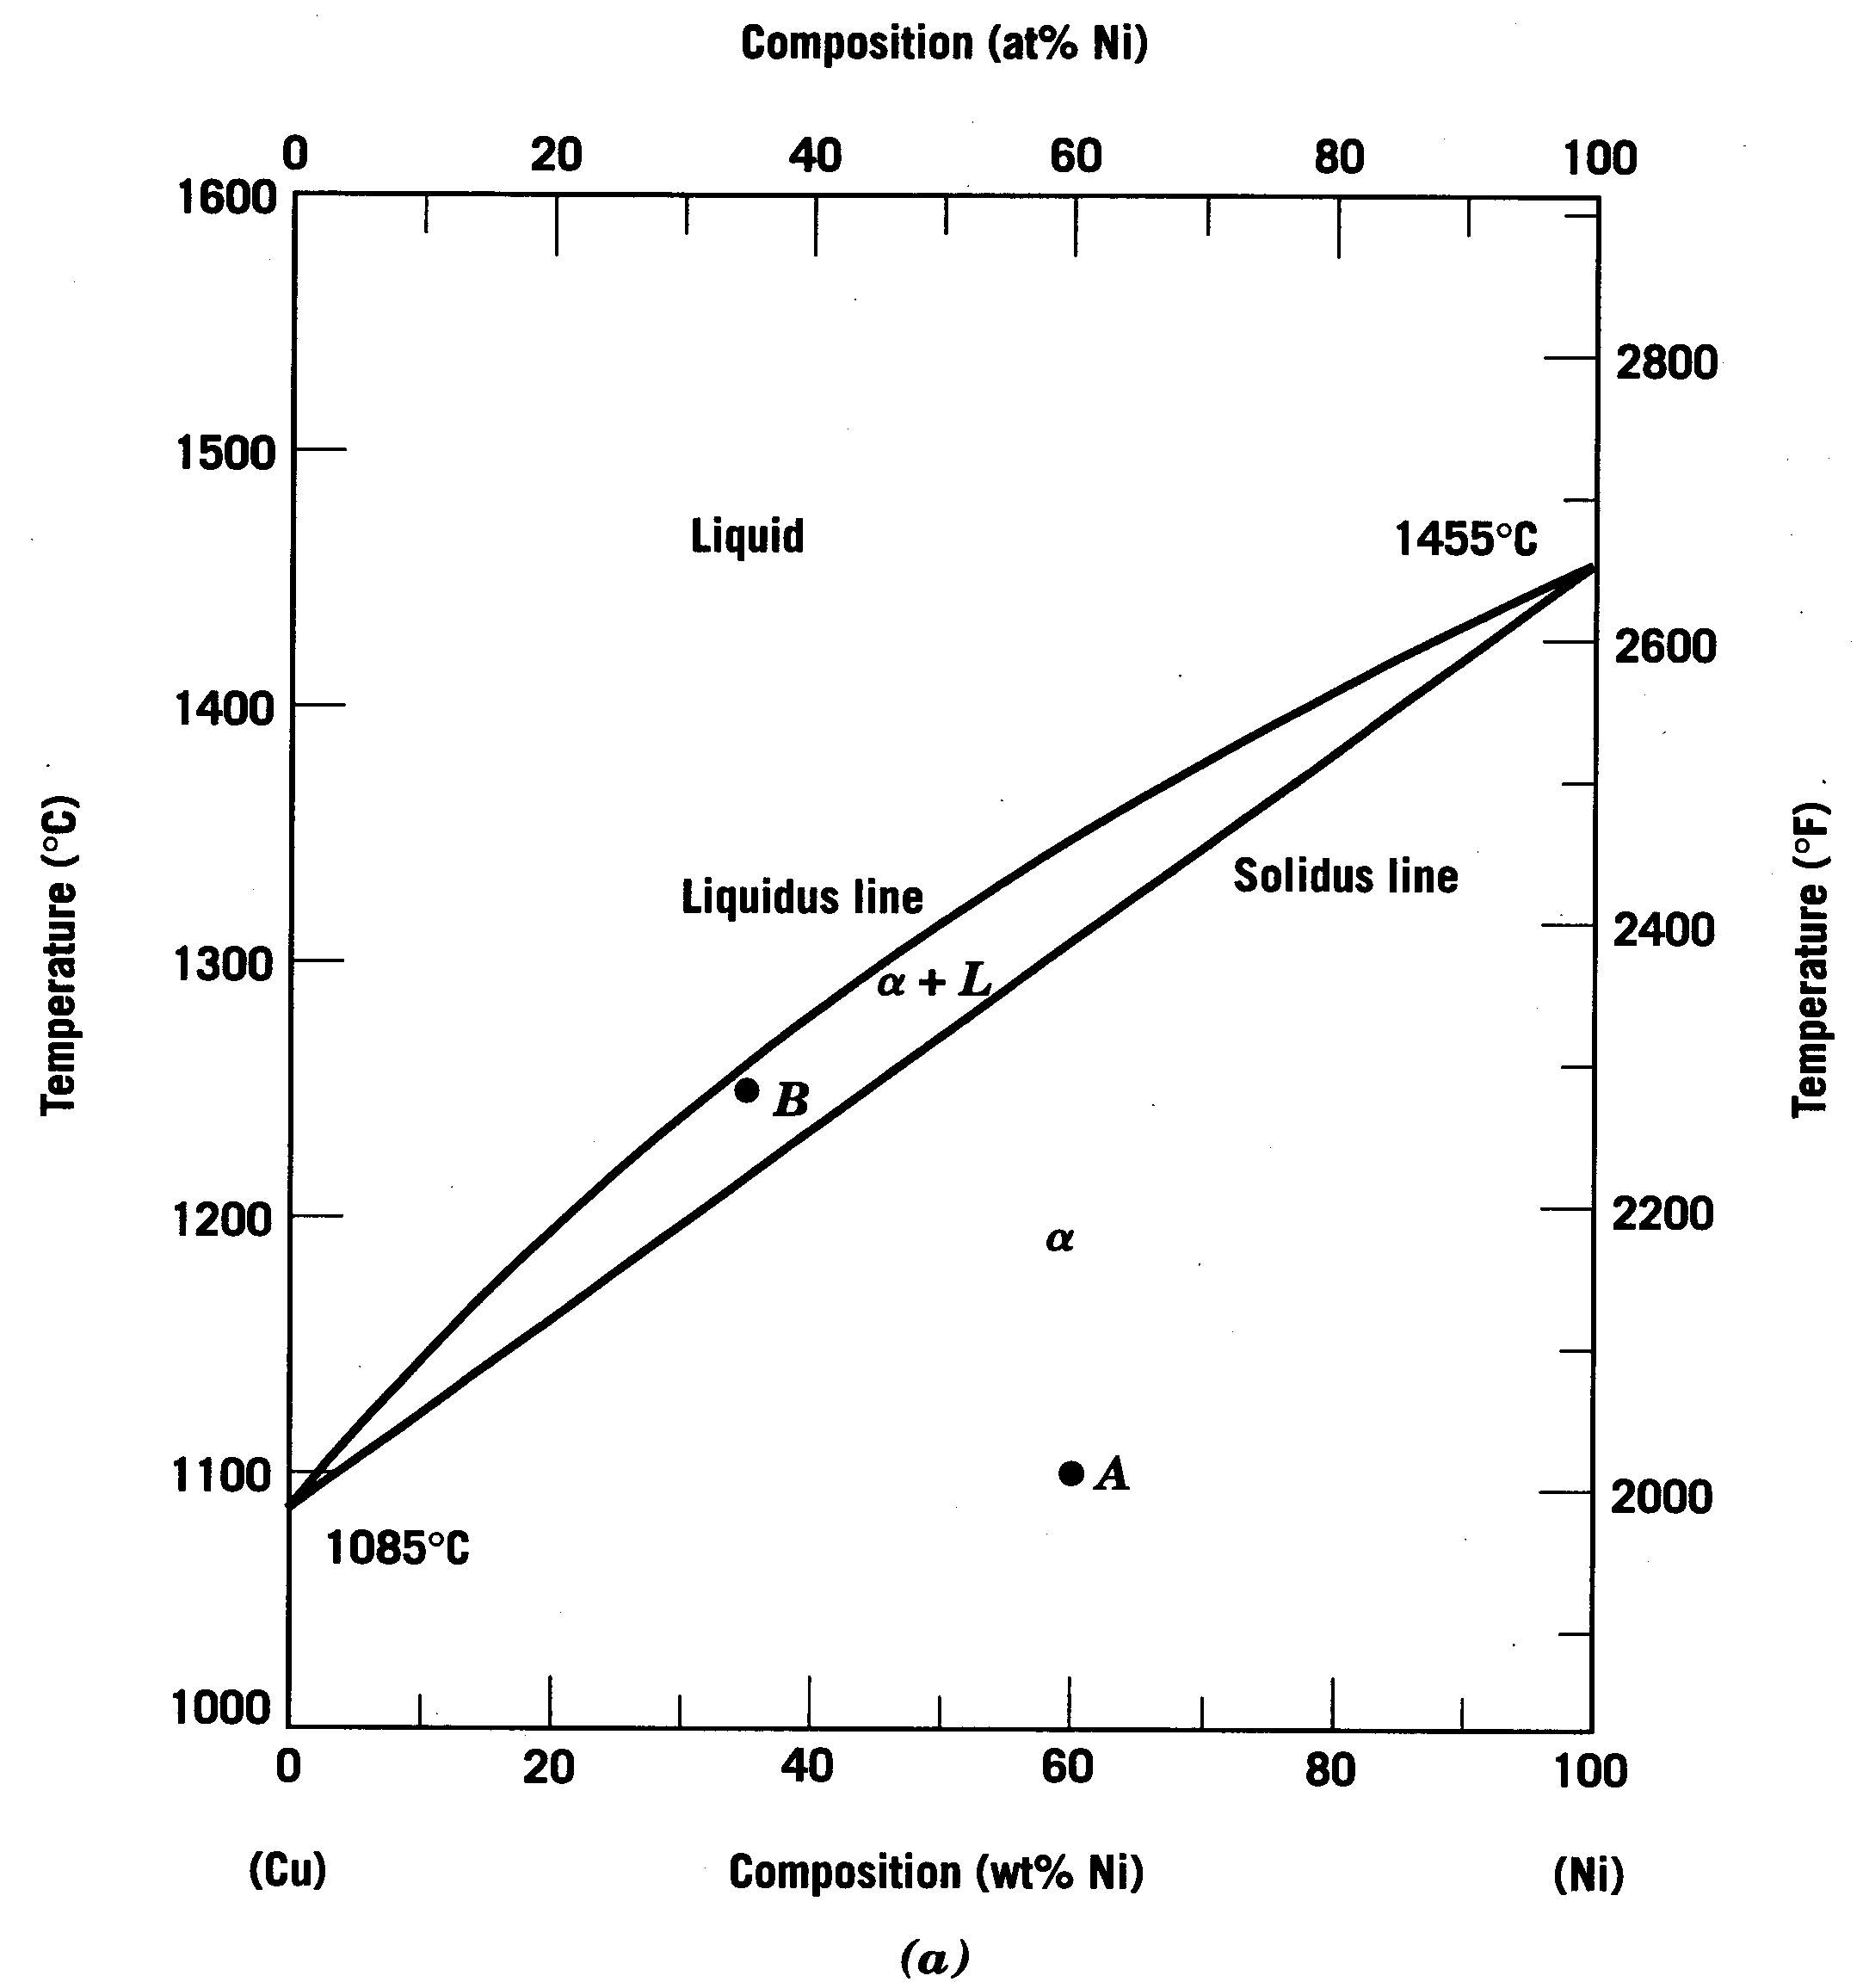 Composition (at% Ni)
0 20 40 60 80 100
1600
2800
1500
Liquid
1455°C
2600
1400
Temperature (°C)
Temperature (°F)
Solidus line
Liquidus line
2400
1300
α + L
B
1200
2200
α
1100
A
2000
1085°C
1000
0 20 40 60 80 100
(Cu) Composition (wt% Ni) (Ni)
(a)